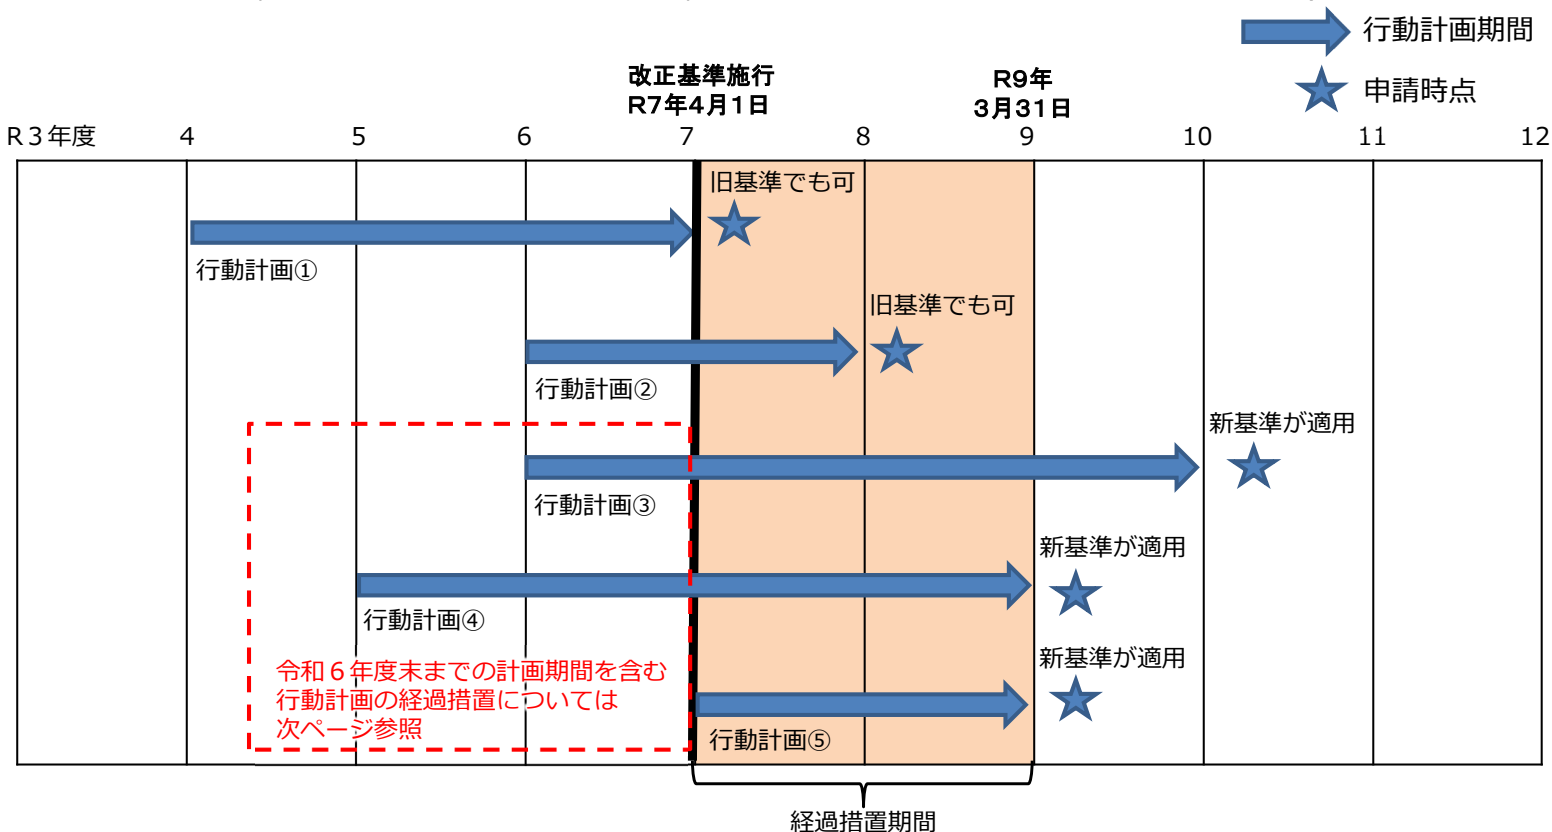 行動計画期間
申請時点
改正基準施行
R7年4月1日
R9年
3月31日
R3年度 4 5 6 7 8 9 10 11 12
旧基準でも可
行動計画①
旧基準でも可
行動計画②
新基準が適用
行動計画③
新基準が適用
行動計画④
新基準が適用
令和6年度末までの計画期間を含む
行動計画の経過措置については
次ページ参照
行動計画⑤
経過措置期間